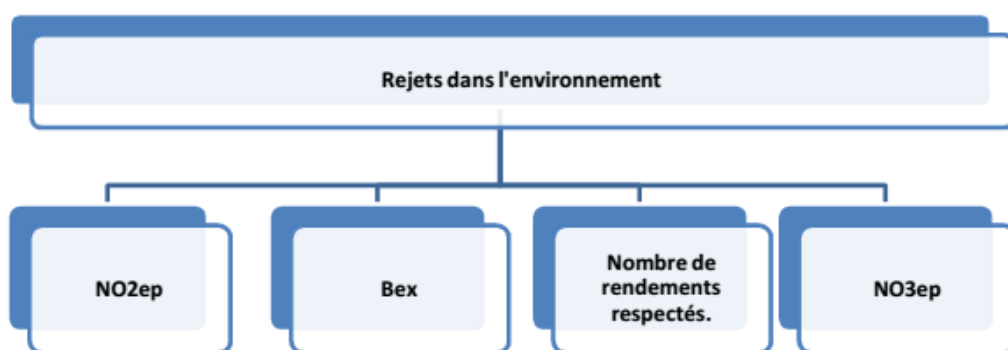 Rejets dans l'environnement
NO2ep
Bex
Nombre de
rendements
respectés.
NO3ep